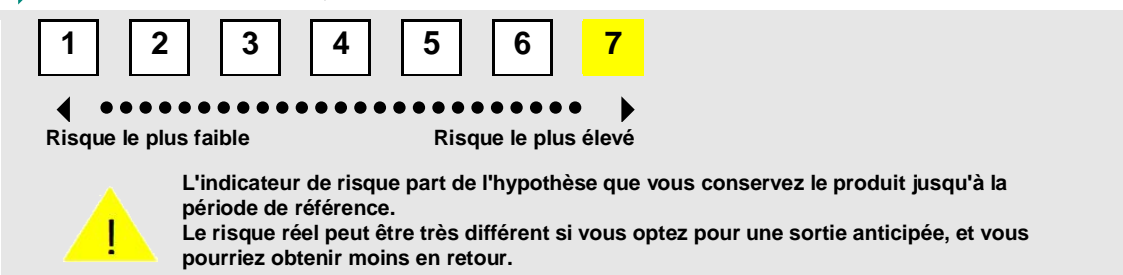 1 2 3 4 5 6 7
Risque le plus faible Risque le plus élevé
!
L'indicateur de risque part de l'hypothèse que vous conservez le produit jusqu'à la
période de référence.
Le risque réel peut être très différent si vous optez pour une sortie anticipée, et vous
pourriez obtenir moins en retour.